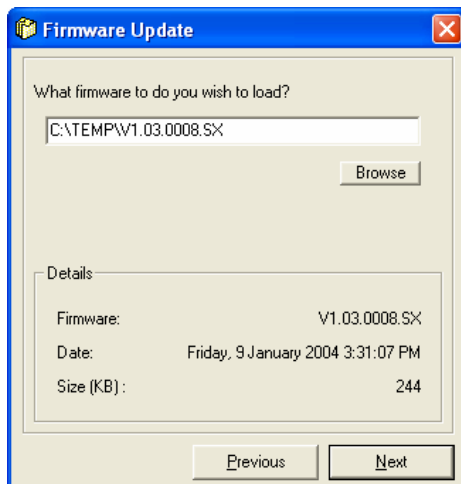 Firmware Update
What firmware to do you wish to load?
C:\TEMP\V1.03.0008.SX
Browse
Details
Firmware: V1.03.0008.SX
Date: Friday, 9 January 2004 3:31:07 PM
Size (KB) : 244
Previous Next